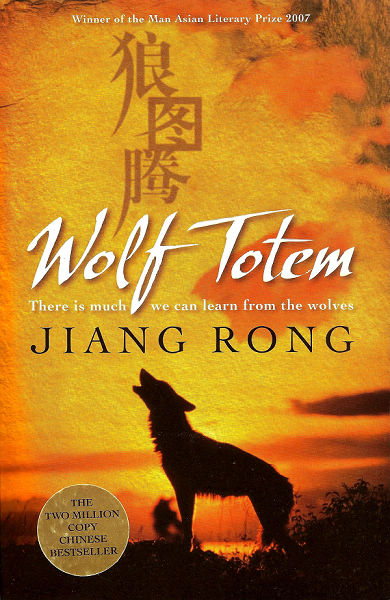 Winner of the Man Asian Literary Prize 2007
狼
图
腾
Wolf Totem
There is much we can learn from the wolves
JIANG RONG
THE
TWO MILLION
COPY
CHINESE
BESTSELLER